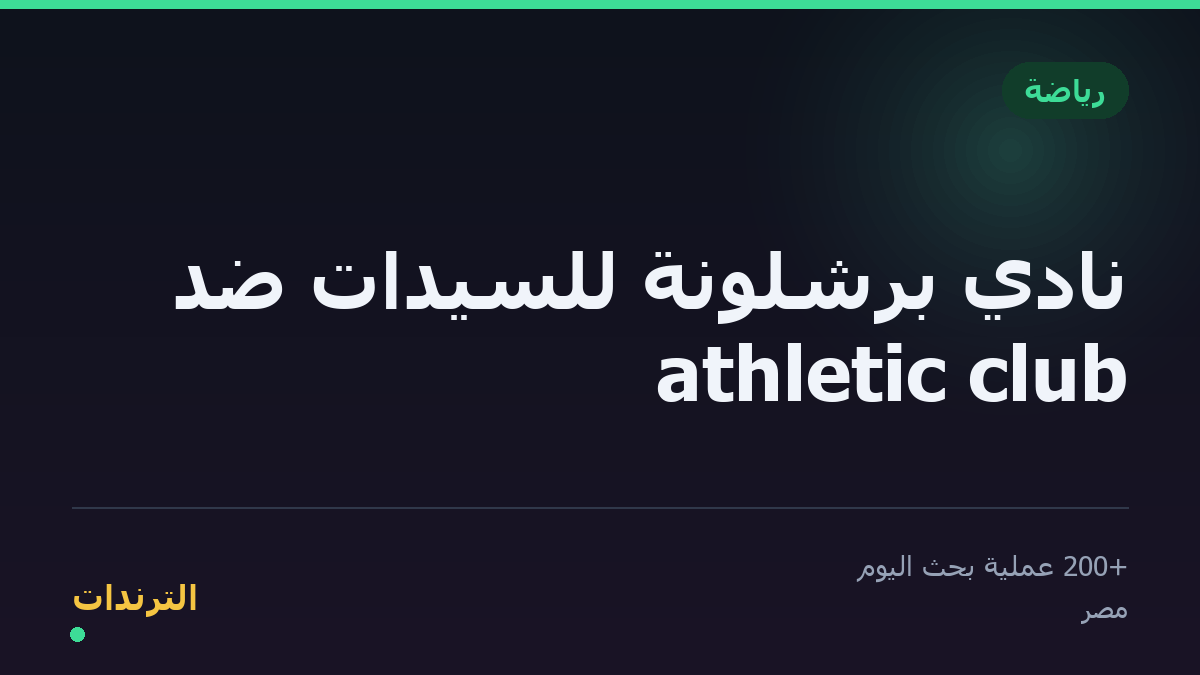 رياضة
نادي برشلونة للسيدات ضد
athletic club
+200 عملية بحث اليوم
مصر
الترندات